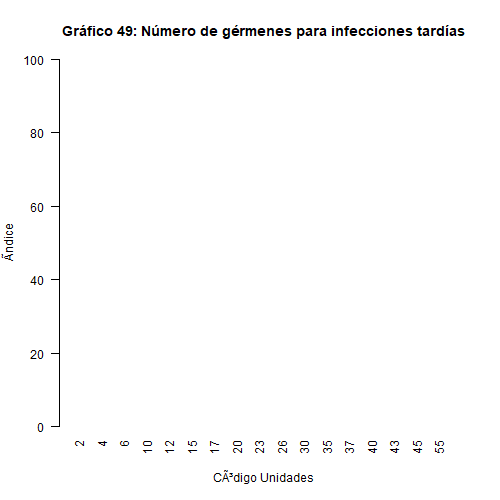 Gráfico 49: Número de gérmenes para infecciones tardías
100
80
60
40
20
0
Ãndice
2 4 6 10 12 15 17 20 23 26 30 35 37 40 43 45 55
CÃ³digo Unidades